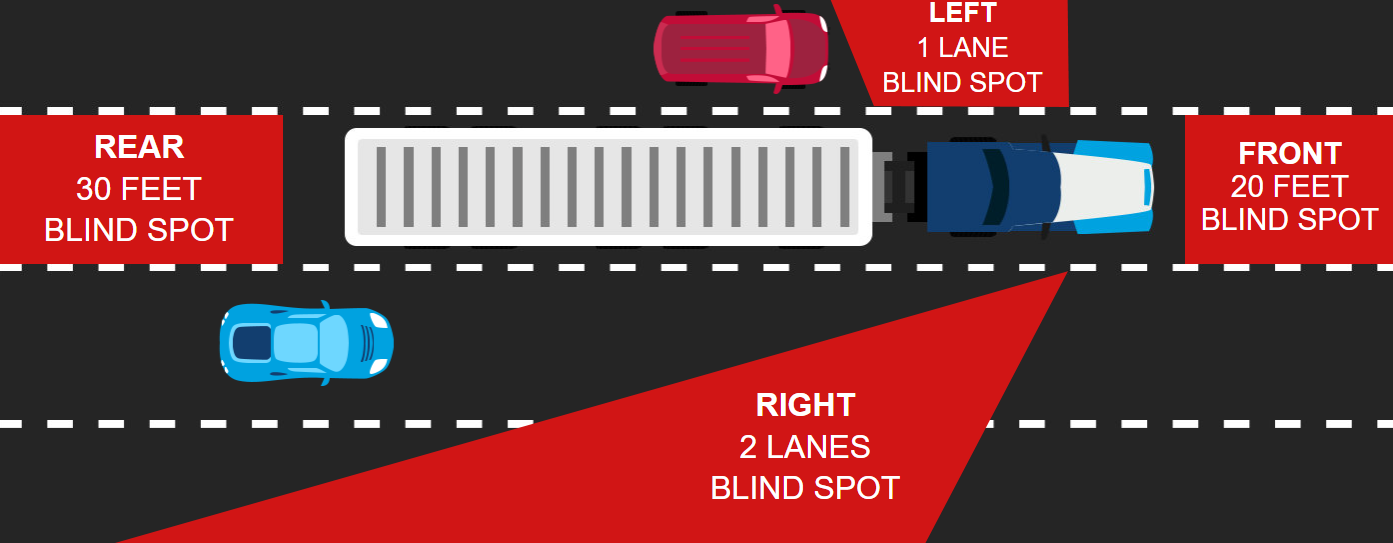 LEFT
1 LANE
BLIND SPOT
REAR
30 FEET
BLIND SPOT
FRONT
20 FEET
BLIND SPOT
RIGHT
2 LANES
BLIND SPOT